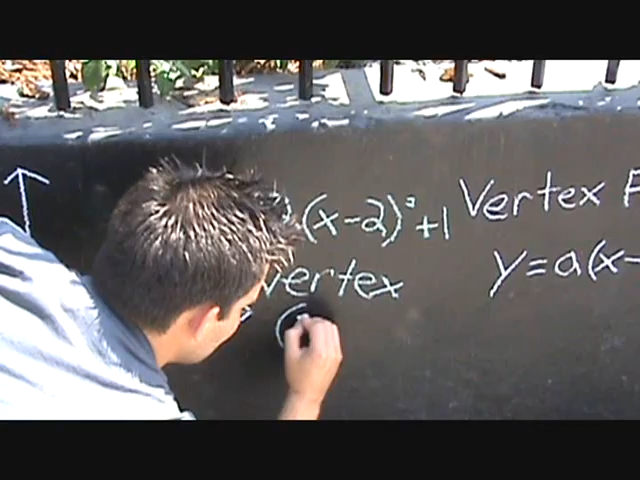 (x-2)²+1
vertex
(
Vertex F
y=a(x-